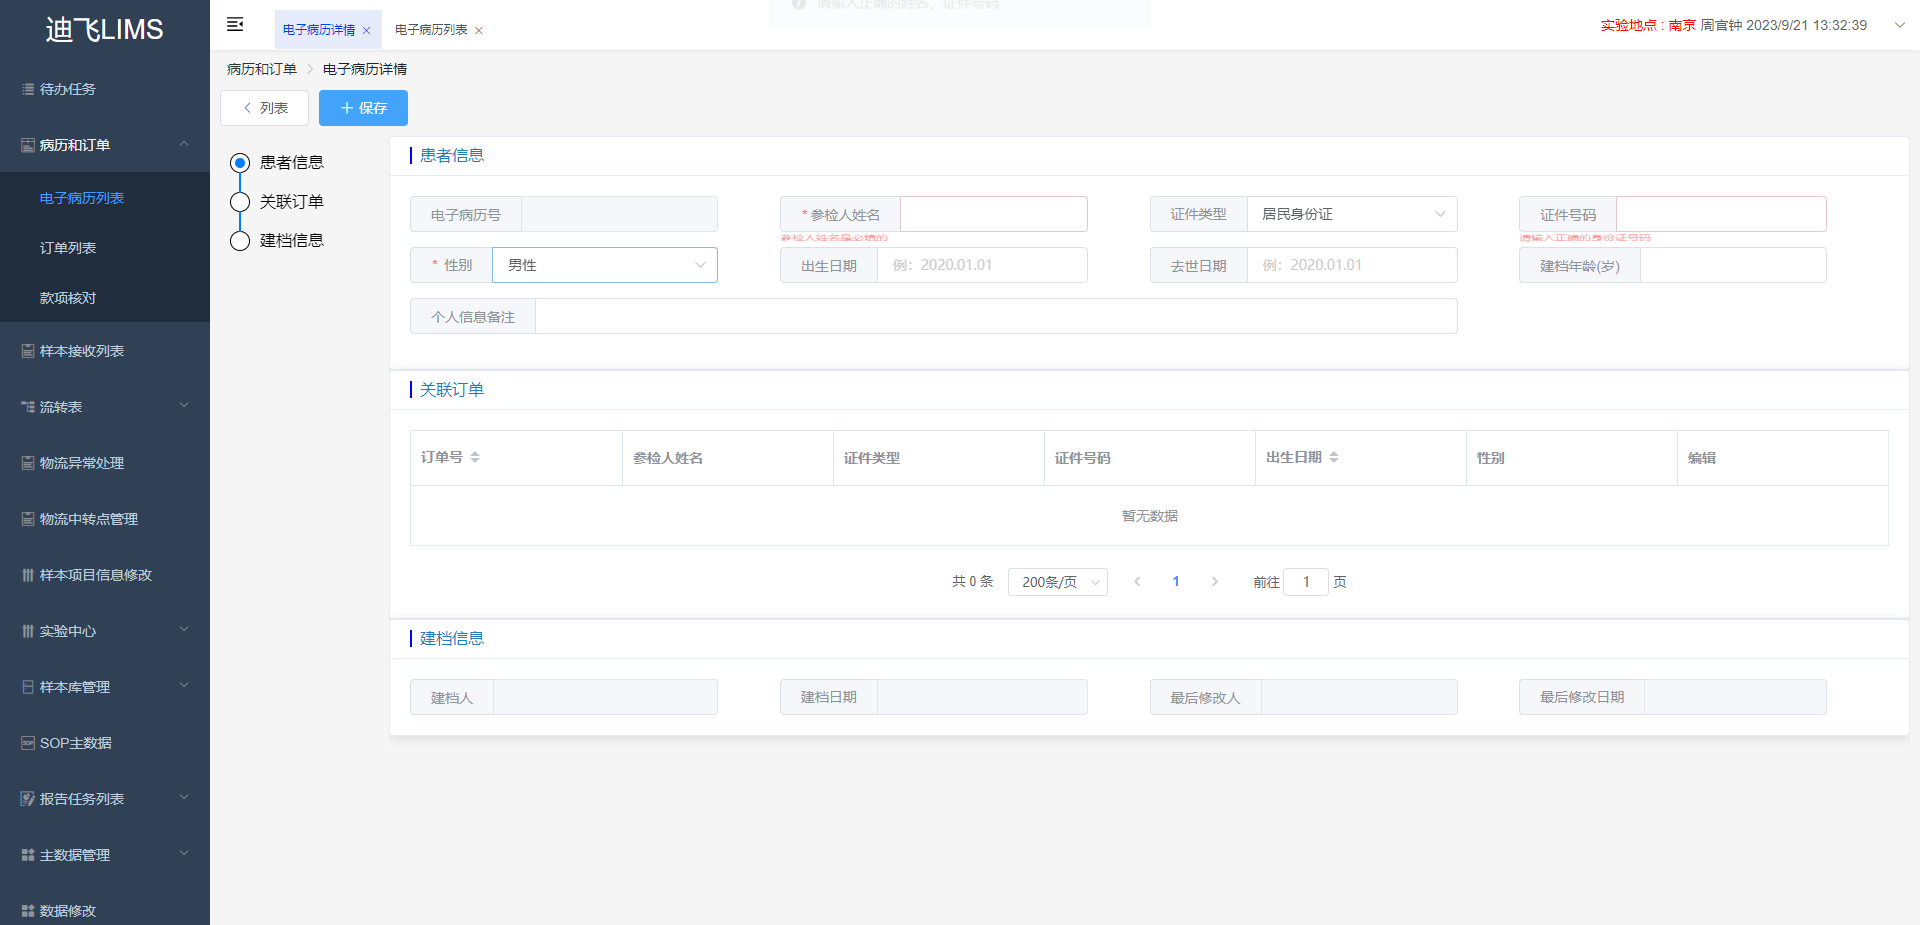 迪飞LIMS
待办任务
病历和订单
电子病历列表
订单列表
款项核对
样本接收列表
流转表
物流异常处理
物流中转点管理
样本项目信息修改
实验中心
样本库管理
SOP主数据
报告任务列表
主数据管理
数据修改
电子病历详情
电子病历列表
请输入正确的姓名、证件号码
实验地点 : 南京 周官钟 2023/9/21 13:32:39
病历和订单 > 电子病历详情
列表
保存
患者信息
关联订单
建档信息
患者信息
电子病历号
* 参检人姓名
参检人姓名是必填的
证件类型 居民身份证
证件号码
请输入正确的身份证号码
* 性别 男性
出生日期 例：2020.01.01
去世日期 例：2020.01.01
建档年龄(岁)
个人信息备注
关联订单
订单号 参检人姓名 证件类型 证件号码 出生日期 性别 编辑
暂无数据
共 0 条 200条/页 1 前往 1 页
建档信息
建档人 建档日期 最后修改人 最后修改日期